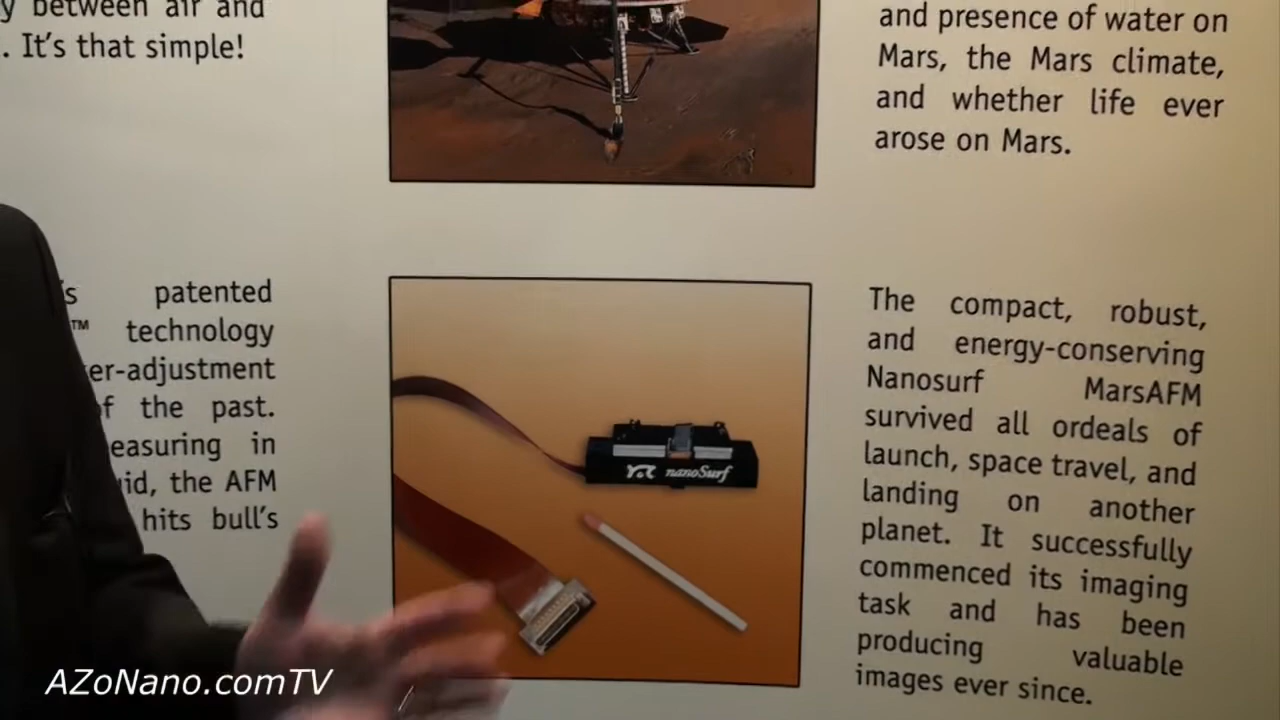 between air and
. It's that simple!
and presence of water on
Mars, the Mars climate,
and whether life ever
arose on Mars.
's patented
™ technology
er-adjustment
of the past.
easuring in
the AFM
hits bull's
nanoSurf
The compact, robust,
and energy-conserving
Nanosurf MarsAFM
survived all ordeals of
launch, space travel, and
landing on another
planet. It successfully
commenced its imaging
task and has been
producing valuable
images ever since.
AZoNano.comTV